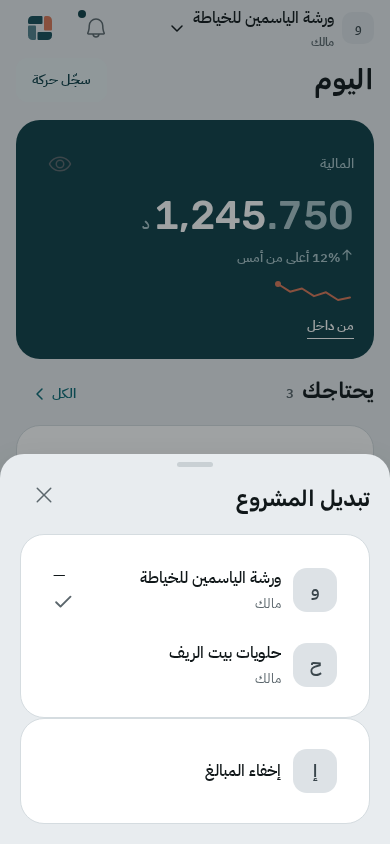 و
ورشة الياسمين للخياطة
مالك
اليوم
سجّل حركة
المالية
1,245.750 د
↑12% أعلى من أمس
من داخل
يحتاجك 3
الكل
تبديل المشروع
و
ورشة الياسمين للخياطة
—
مالك
ح
حلويات بيت الريف
مالك
إ
إخفاء المبالغ